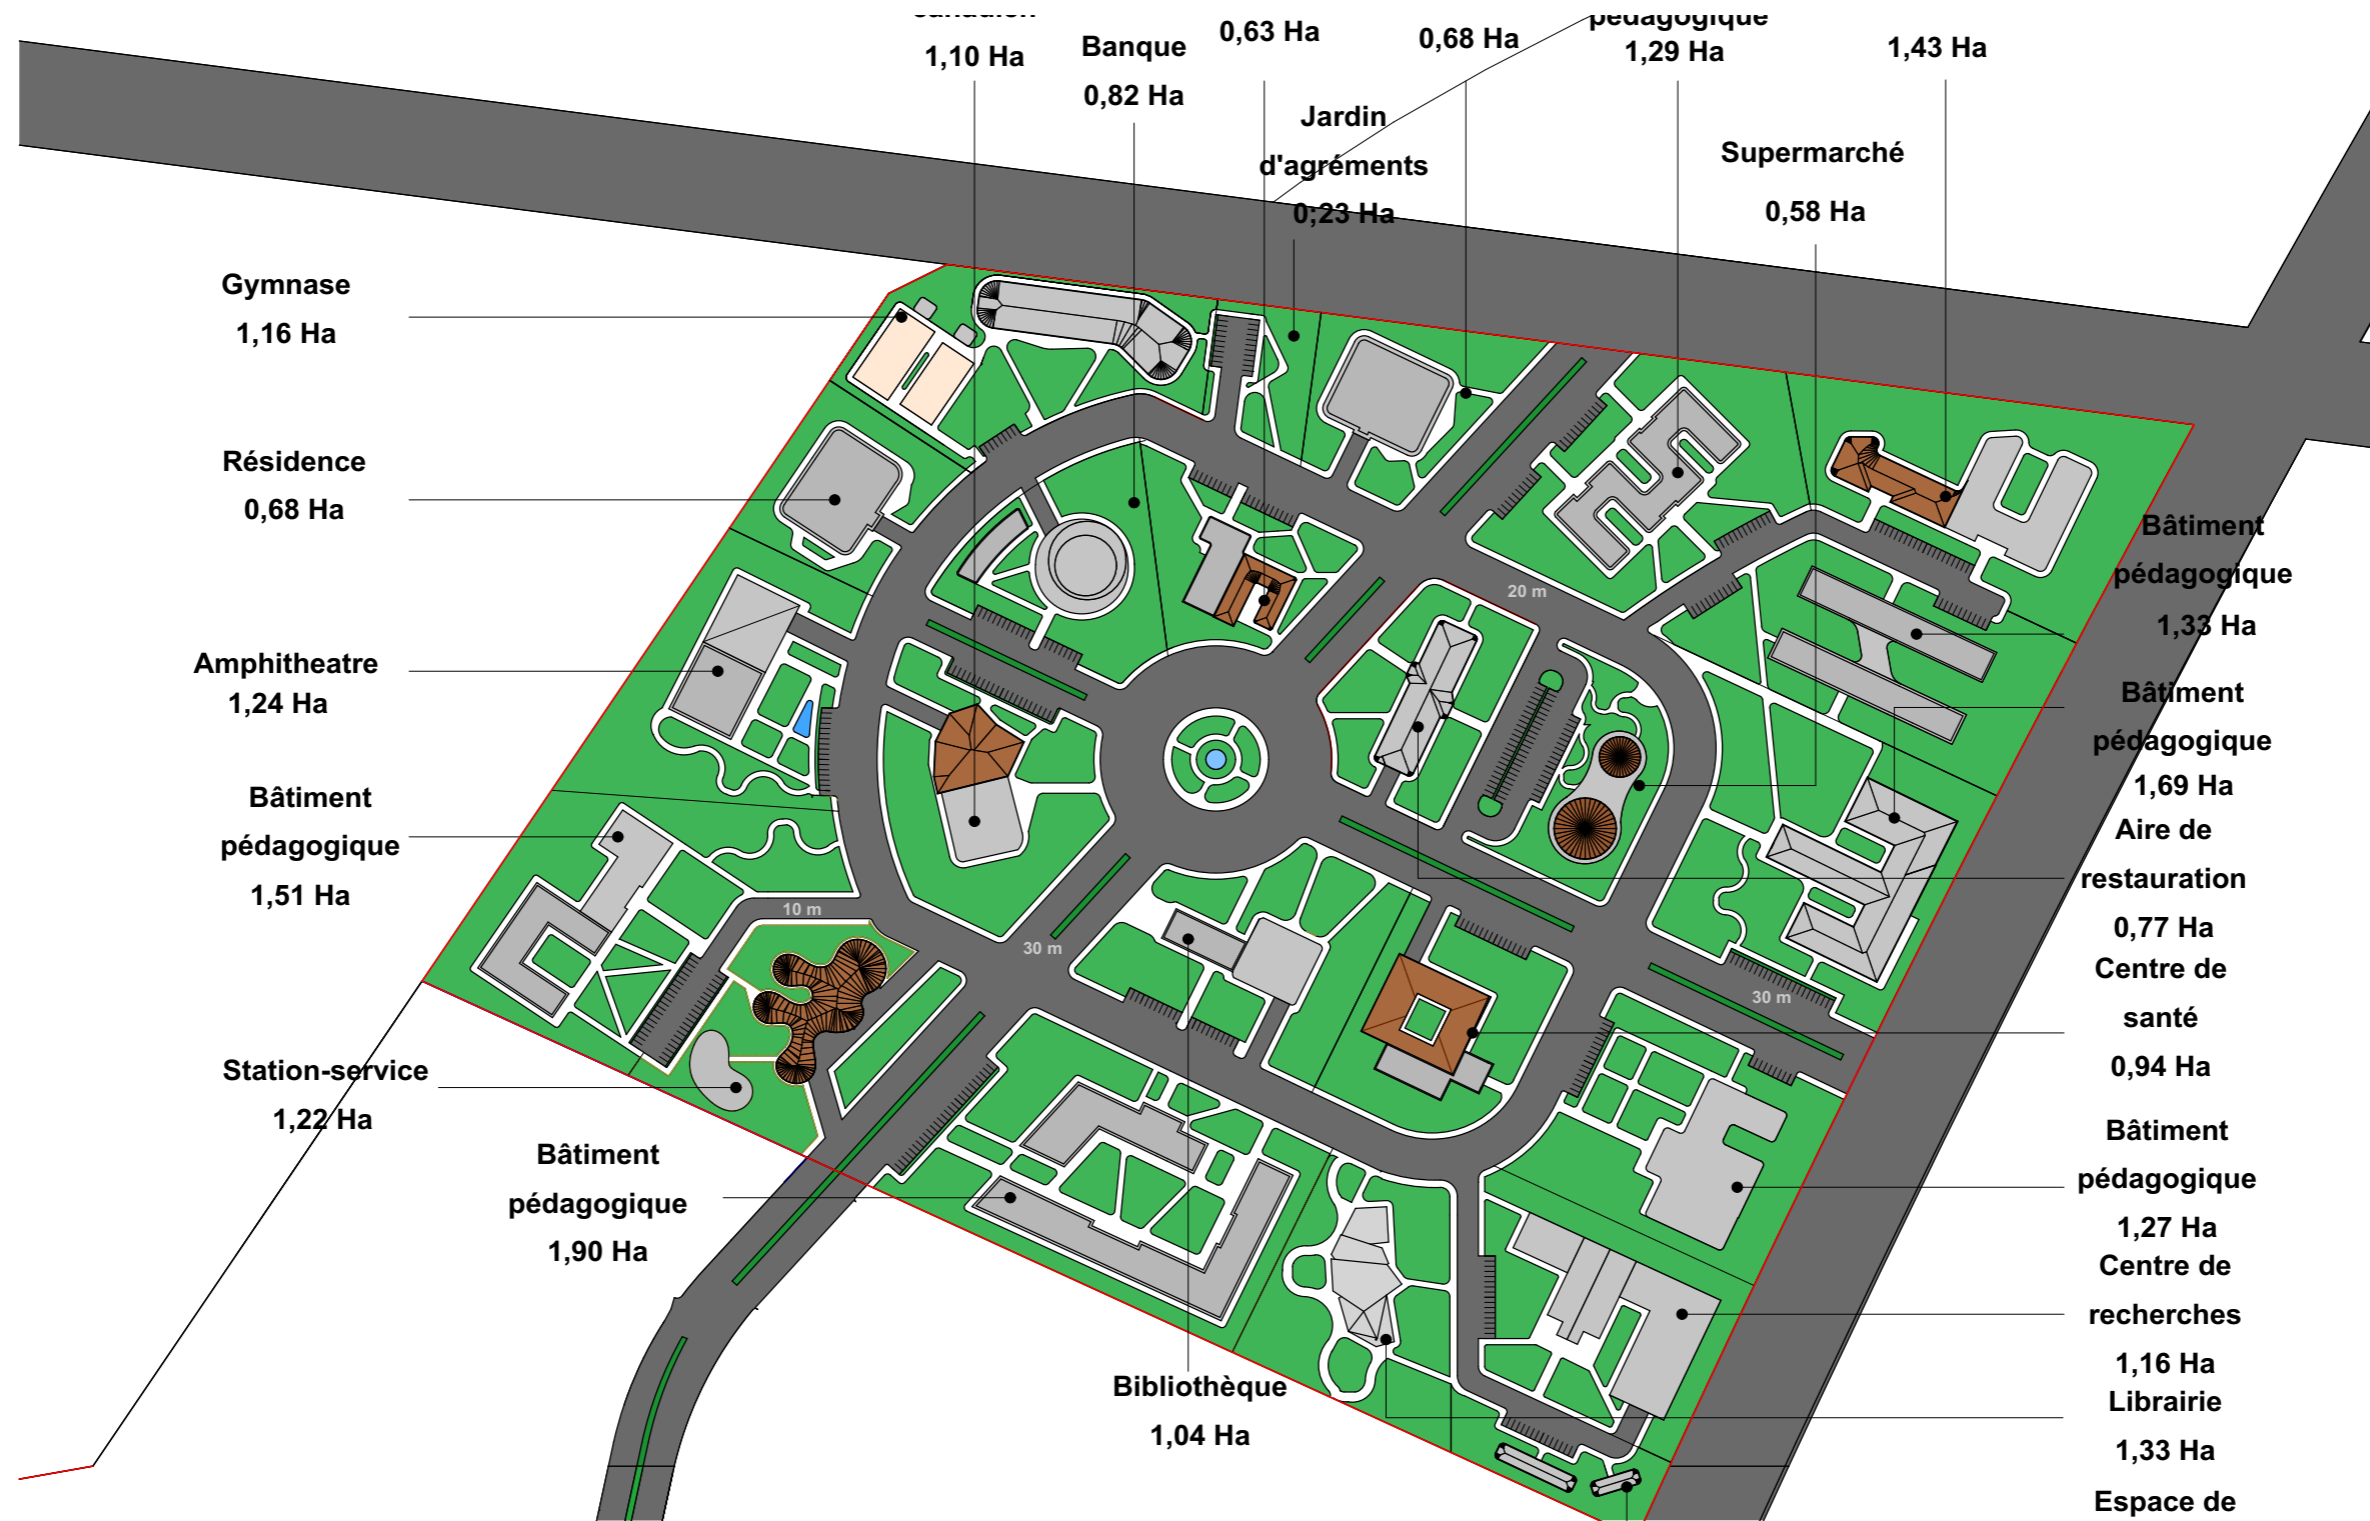 1,10 Ha
Banque
0,82 Ha
0,63 Ha
0,68 Ha
pédagogique
1,29 Ha
1,43 Ha
Jardin
d'agréments
0;23 Ha
Supermarché
0,58 Ha
Gymnase
1,16 Ha
Résidence
0,68 Ha
Amphitheatre
1,24 Ha
Bâtiment
pédagogique
1,51 Ha
Station-service
1,22 Ha
Bâtiment
pédagogique
1,90 Ha
Bibliothèque
1,04 Ha
20 m
10 m
30 m
30 m
Bâtiment
pédagogique
1,33 Ha
Bâtiment
pédagogique
1,69 Ha
Aire de
restauration
0,77 Ha
Centre de
santé
0,94 Ha
Bâtiment
pédagogique
1,27 Ha
Centre de
recherches
1,16 Ha
Librairie
1,33 Ha
Espace de